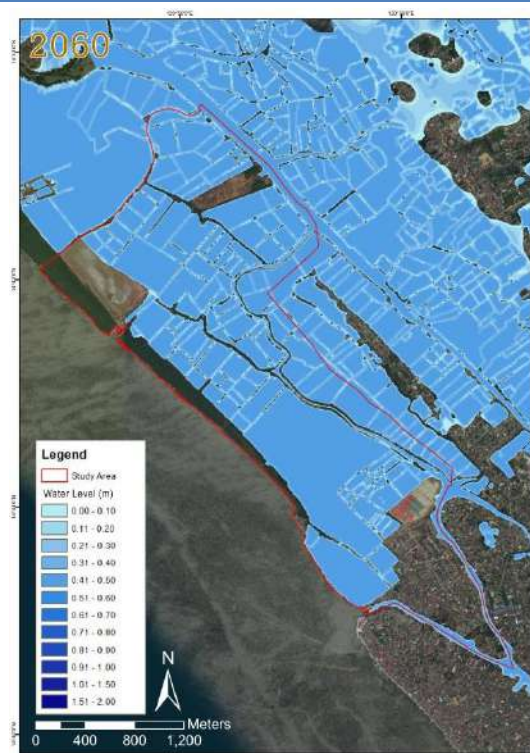 2060
Legend
Study Area
Water Level (m)
0.00 - 0.10
0.11 - 0.20
0.21 - 0.30
0.31 - 0.40
0.41 - 0.50
0.51 - 0.60
0.61 - 0.70
0.71 - 0.80
0.81 - 0.90
0.91 - 1.00
1.01 - 1.50
1.51 - 2.00
N
Meters
0 400 800 1,200